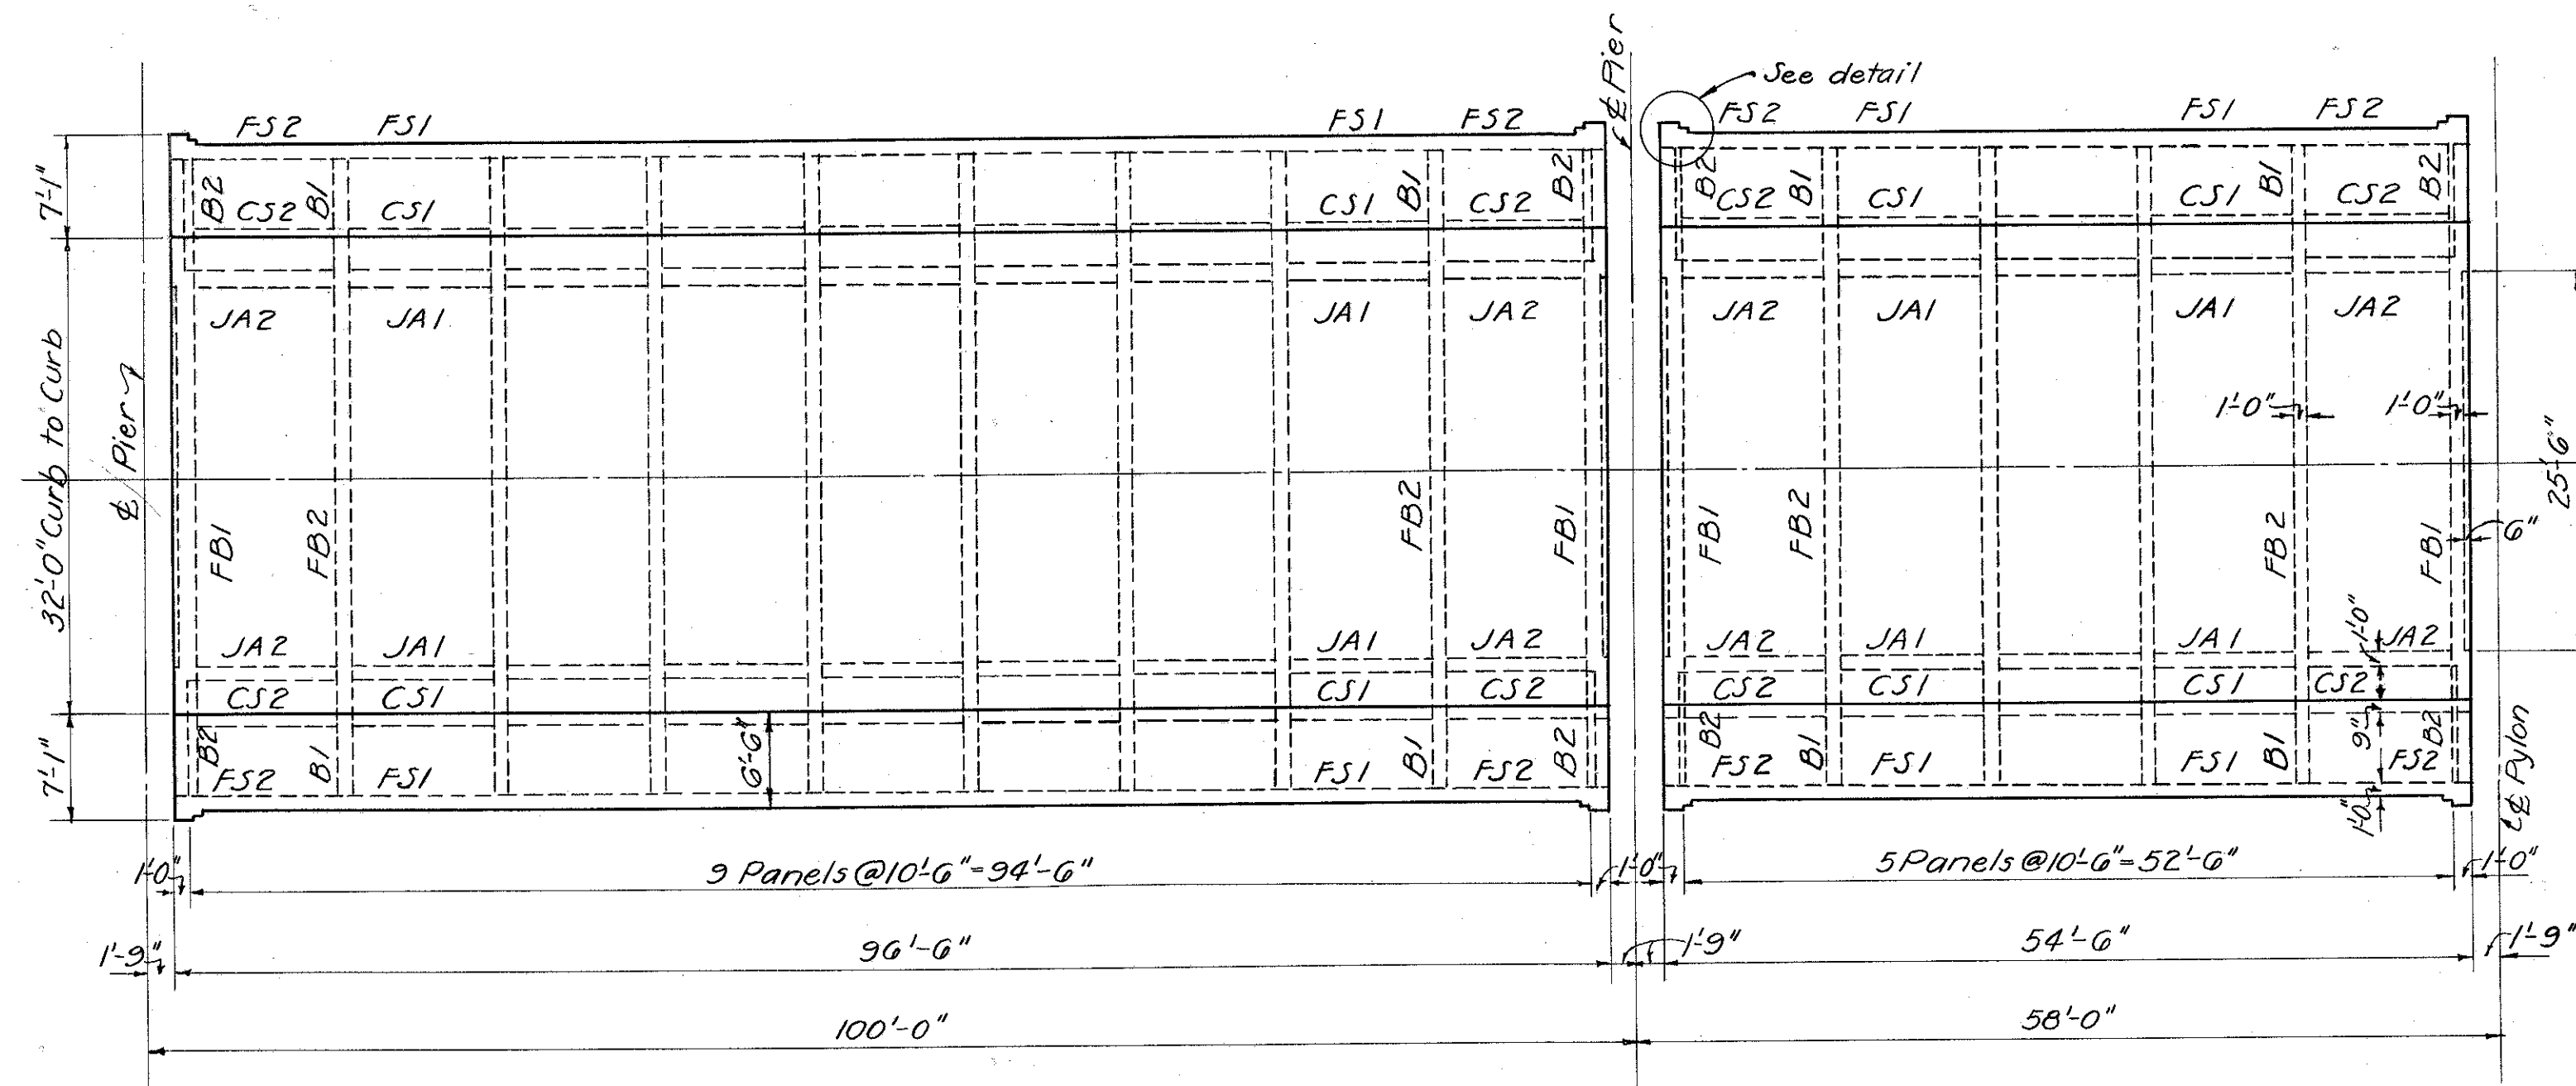 ℄ Pier
See detail
FS2 FS1 FS1 FS2 FS2 FS1 FS1 FS2
7'-1"
B2 CS2 B1 CS1 CS1 B1 CS2 B2 B2 CS2 B1 CS1 CS1 B1 CS2 B2
JA2 JA1 JA1 JA2 JA2 JA1 JA1 JA2
32'-0" Curb to Curb
℄ Pier
1'-0" 1'-0"
25'-6"
FB1 FB2 FB2 FB1 FB1 FB2 FB2 FB1
6"
JA2 JA1 JA1 JA2 JA2 JA1 JA1 1'-0" JA2
CS2 CS1 CS1 CS2 CS2 CS1 CS1 CS2
7'-1"
B2 FS2 B1 FS1 6'-6" FS1 B1 FS2 B2 B2 FS2 B1 FS1 FS1 B1 9" FS2 B2
1'-0"
℄ Pylon
1'-0" 9 Panels @ 10'-6" = 94'-6" 1'-0" 5 Panels @ 10'-6" = 52'-6" 1'-0"
1'-9" 96'-6" 1'-9" 54'-6" 1'-9"
100'-0" 58'-0"